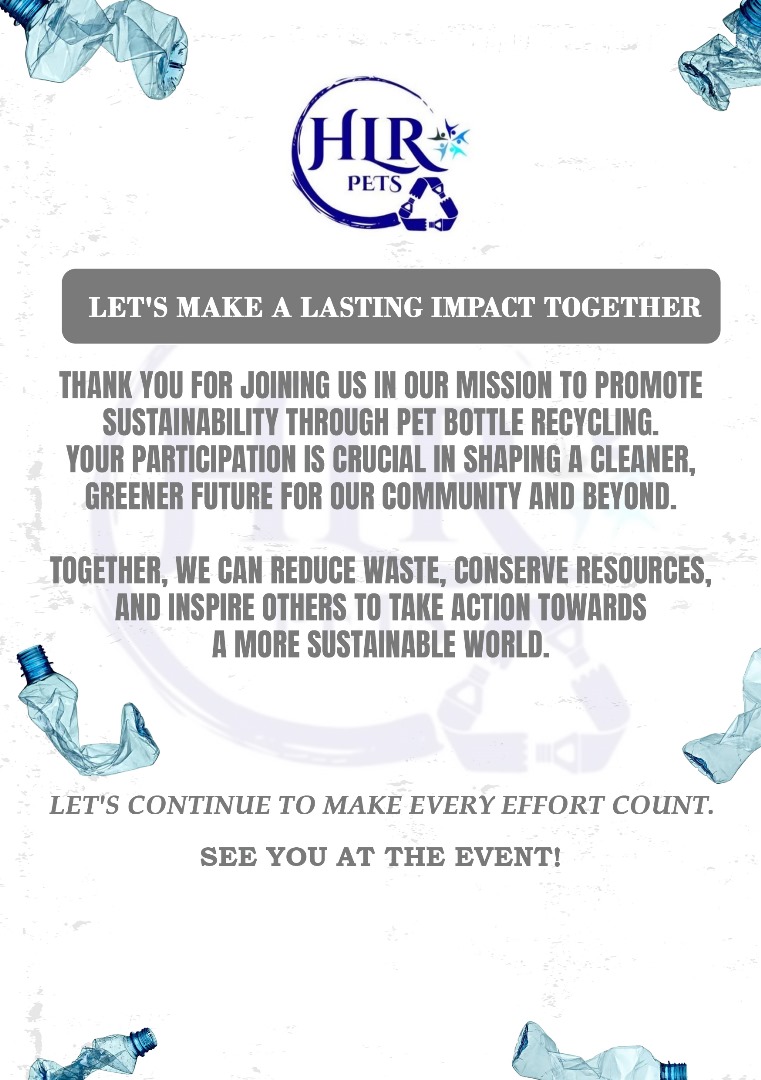 HLR
PETS
LET'S MAKE A LASTING IMPACT TOGETHER
THANK YOU FOR JOINING US IN OUR MISSION TO PROMOTE
SUSTAINABILITY THROUGH PET BOTTLE RECYCLING.
YOUR PARTICIPATION IS CRUCIAL IN SHAPING A CLEANER,
GREENER FUTURE FOR OUR COMMUNITY AND BEYOND.
TOGETHER, WE CAN REDUCE WASTE, CONSERVE RESOURCES,
AND INSPIRE OTHERS TO TAKE ACTION TOWARDS
A MORE SUSTAINABLE WORLD.
LET'S CONTINUE TO MAKE EVERY EFFORT COUNT.
SEE YOU AT THE EVENT!